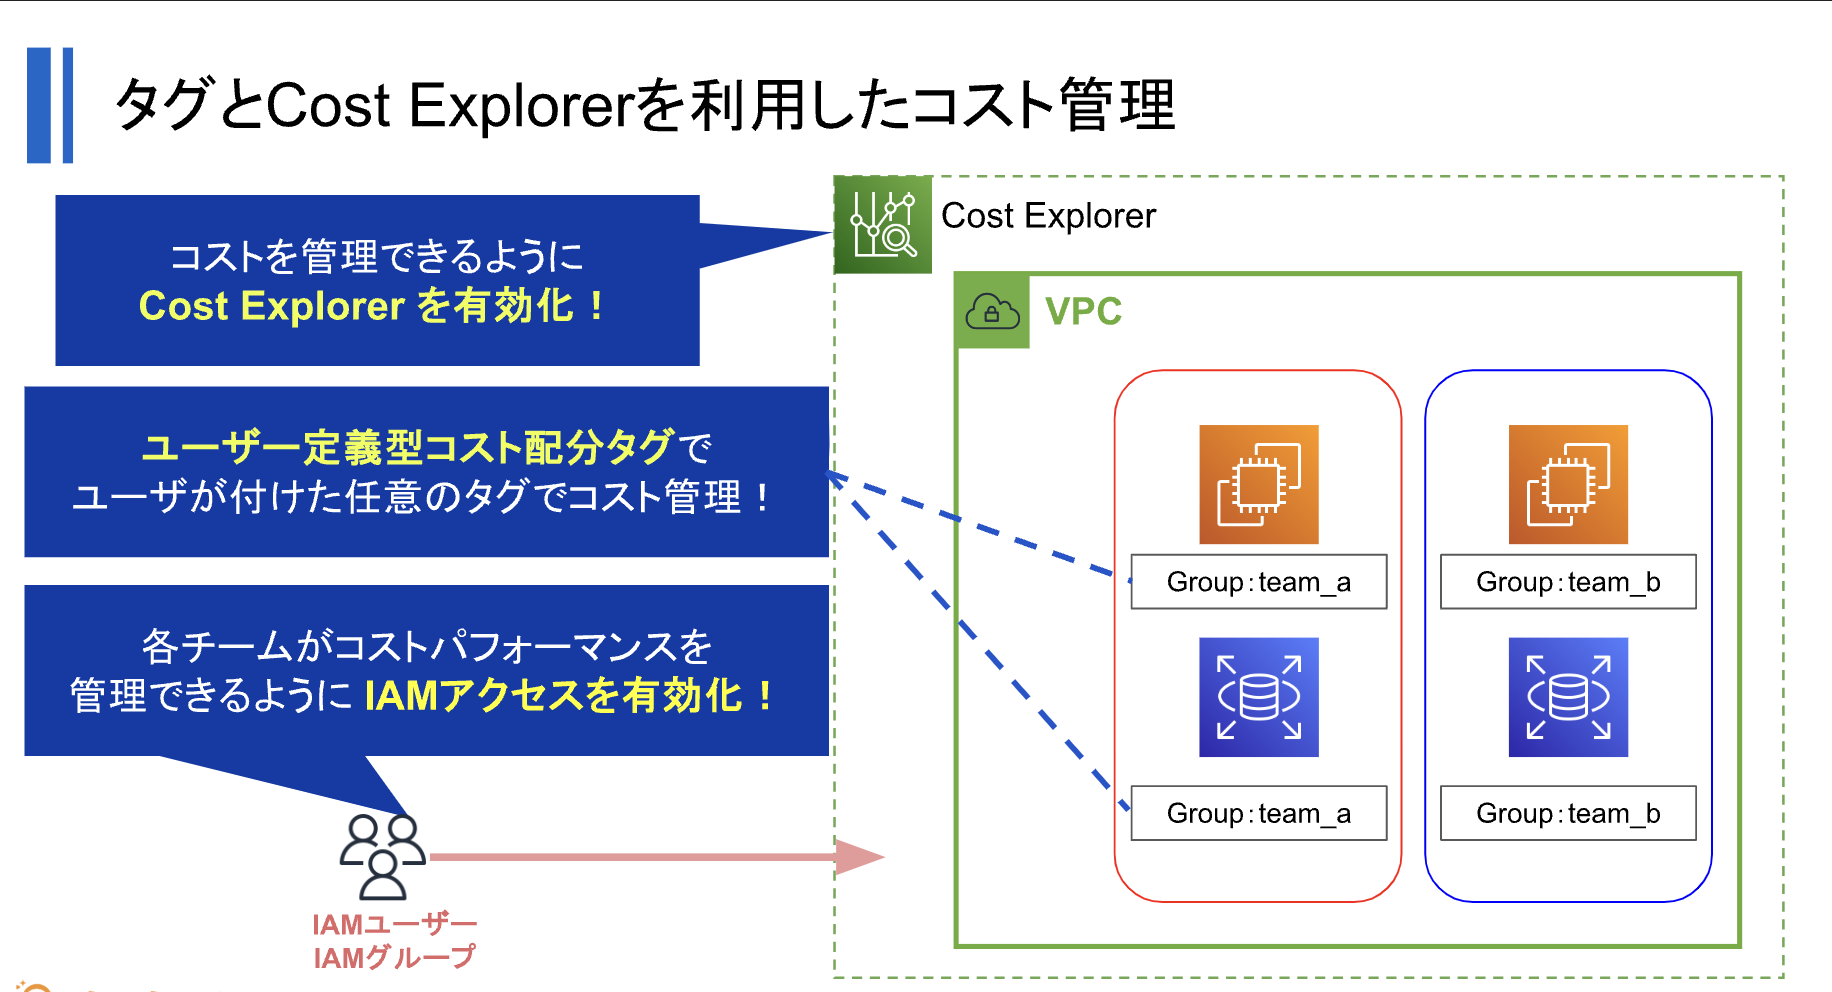 タグとCost Explorerを利用したコスト管理
コストを管理できるように
Cost Explorer を有効化！
ユーザー定義型コスト配分タグで
ユーザが付けた任意のタグでコスト管理！
各チームがコストパフォーマンスを
管理できるように IAMアクセスを有効化！
IAMユーザー
IAMグループ
Cost Explorer
VPC
Group：team_a
Group：team_b
Group：team_a
Group：team_b